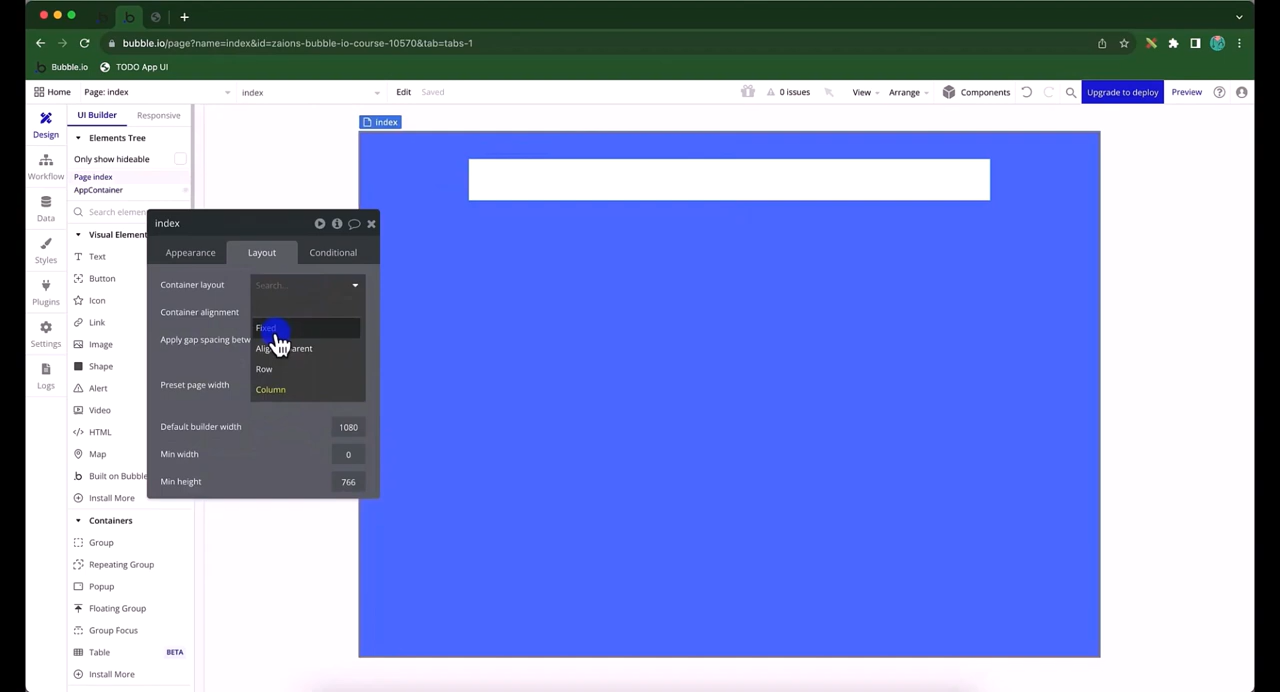 bubble.io/page?name=index&id=zaions-bubble-io-course-10570&tab=tabs-1
Bubble.io TODO App UI
Home Page: index index Edit Saved 0 issues View Arrange Components Upgrade to deploy Preview
Design
Workflow
Data
Styles
Plugins
Settings
Logs
UI Builder Responsive
Elements Tree
Only show hideable
Page index
AppContainer
Search
Visual
Text
Button
Icon
Link
Image
Shape
Alert
Video
HTML
Map
Built on Bubble
Install More
Containers
Group
Repeating Group
Popup
Floating Group
Group Focus
Table BETA
Install More
index
Appearance Layout Conditional
Container layout Search...
Container alignment
Fixed
Apply gap spacing
Row
Preset page width
Column
Default builder width 1080
Min width 0
Min height 766
index